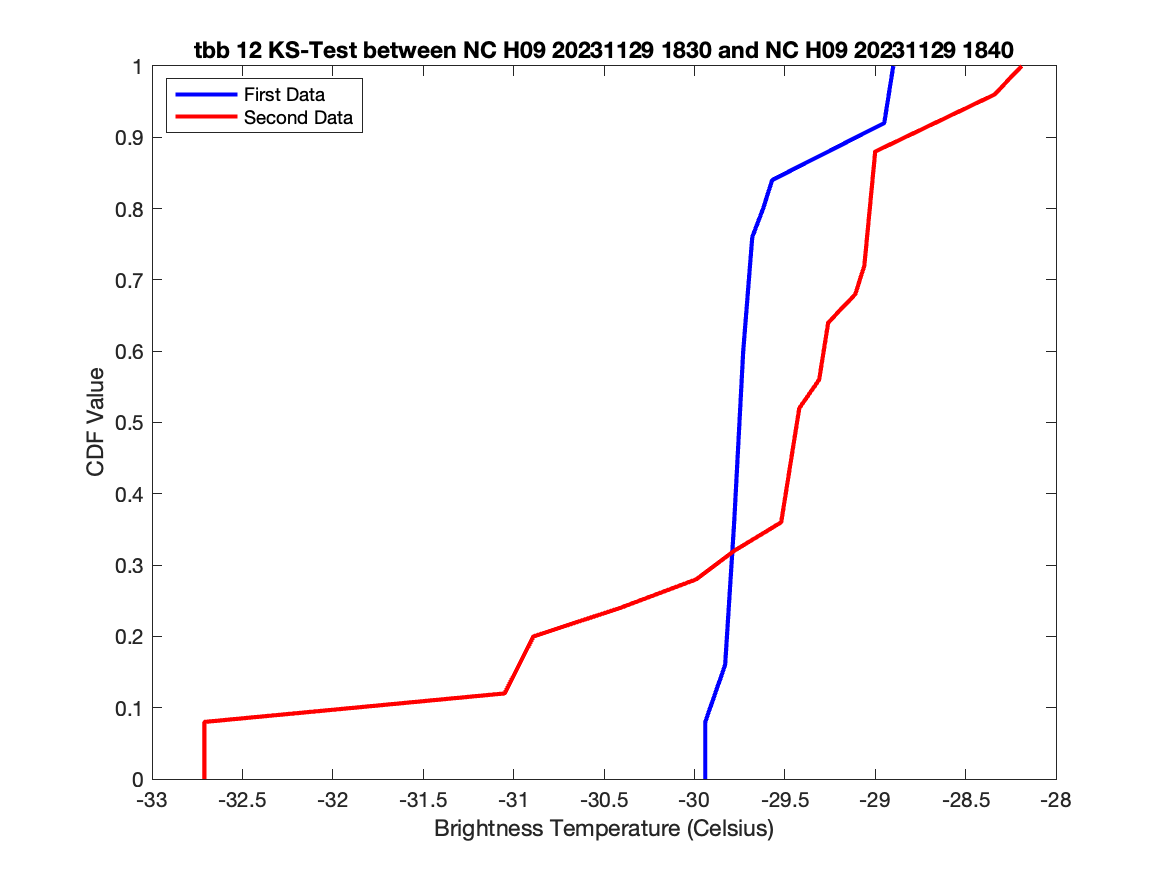 tbb 12 KS-Test between NC H09 20231129 1830 and NC H09 20231129 1840
First Data
Second Data
CDF Value
1
0.9
0.8
0.7
0.6
0.5
0.4
0.3
0.2
0.1
0
-33 -32.5 -32 -31.5 -31 -30.5 -30 -29.5 -29 -28.5 -28
Brightness Temperature (Celsius)